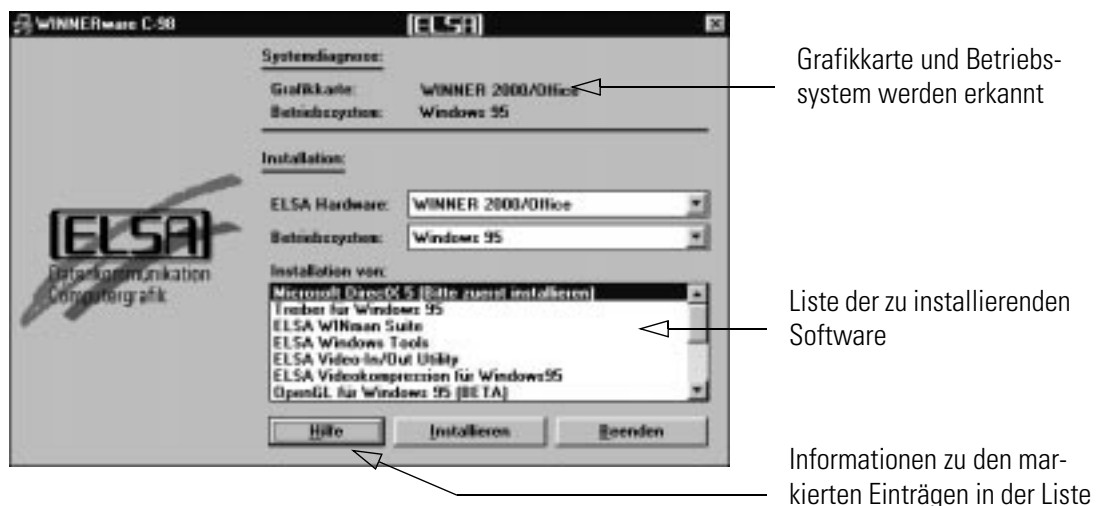 WINNERware C-98
[ELSA]
Systemdiagnose:
Grafikkarte: WINNER 2000/Office
Betriebssystem: Windows 95
Grafikkarte und Betriebs-
system werden erkannt
Installation:
ELSA Hardware: WINNER 2000/Office
Betriebssystem: Windows 95
[ELSA]
Datenkommunikation
Computergrafik
Installation von:
Microsoft DirectX 5 (Bitte zuerst installieren)
Treiber für Windows 95
ELSA WINman Suite
ELSA Windows Tools
ELSA Video-In/Out Utility
ELSA Videokompression für Windows95
OpenGL für Windows 95 (BETA)
Liste der zu installierenden
Software
Hilfe Installieren Beenden
Informationen zu den mar-
kierten Einträgen in der Liste